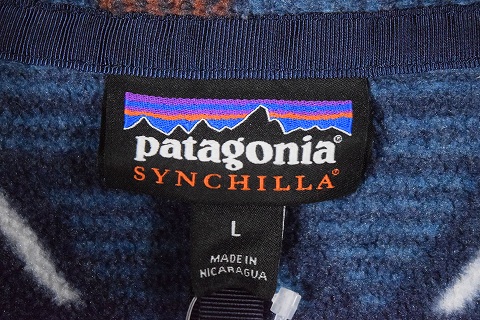 patagonia®
SYNCHILLA®
L
MADE IN
NICARAGUA